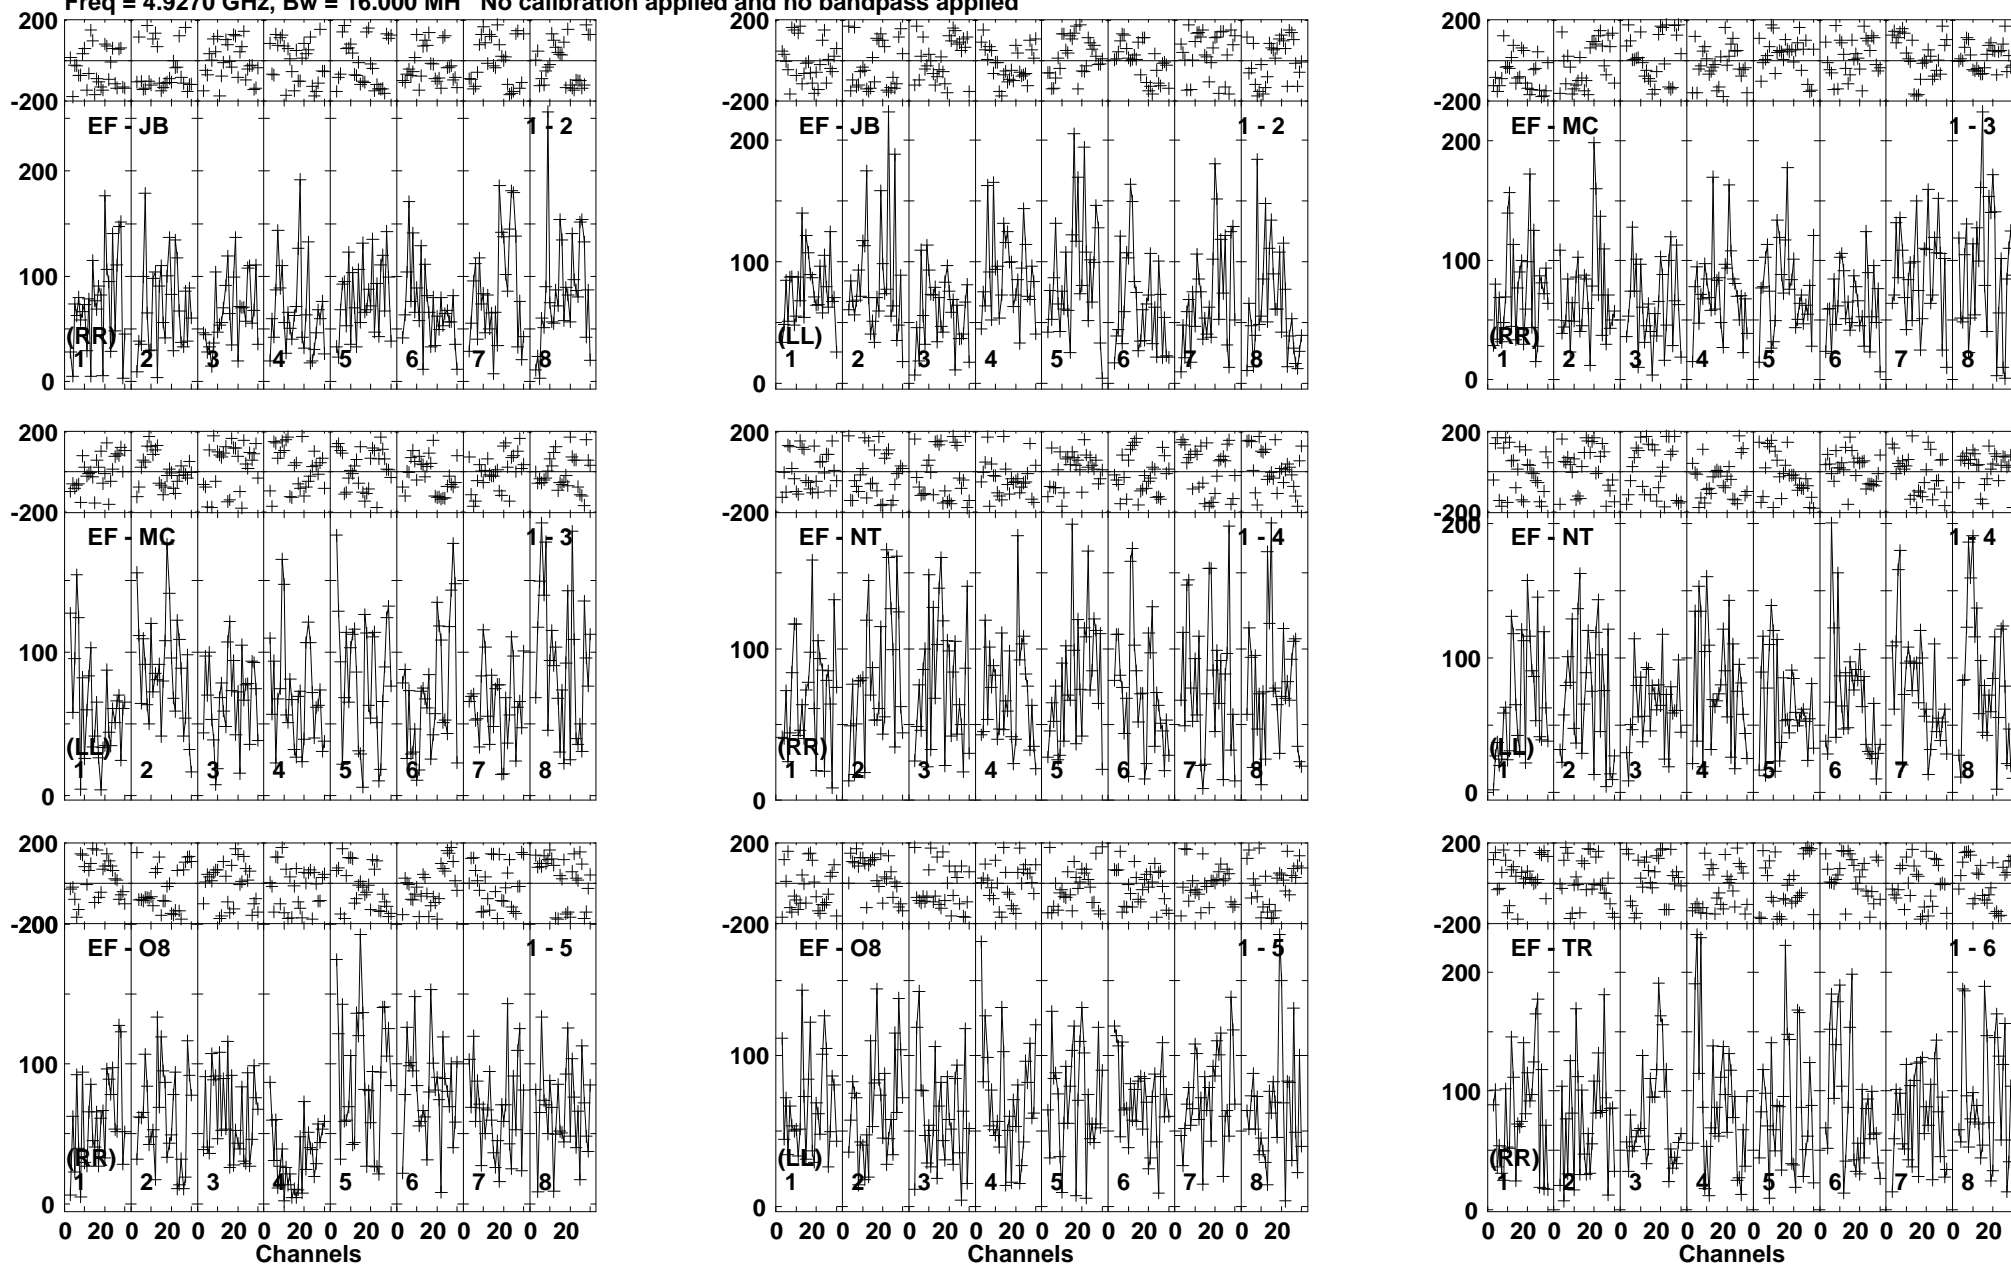 Freq = 4.9270 GHz, Bw = 16.000 MH No calibration applied and no bandpass applied
200 200 200
-200 -200 -200
EF - JB 1 - 2 EF - JB 1 - 2 EF - MC 1 - 3
200 200 200
100 100 100
(RR) (LL) (RR)
1 2 3 4 5 6 7 8 1 2 3 4 5 6 7 8 1 2 3 4 5 6 7 8
0 0 0
200 200 200
-200 -200 -200
200
EF - MC 1 - 3 EF - NT 1 - 4 EF - NT 1 - 4
100 100 100
(LL) (RR) (LL)
1 2 3 4 5 6 7 8 1 2 3 4 5 6 7 8 1 2 3 4 5 6 7 8
0 0 0
200 200 200
-200 -200 -200
200
EF - O8 1 - 5 EF - O8 1 - 5 EF - TR 1 - 6
200
100 100 100
(RR) (LL) (RR)
1 2 3 4 5 6 7 8 1 2 3 4 5 6 7 8 1 2 3 4 5 6 7 8
0 0 0
0 20 0 20 0 20 0 20 0 20 0 20 0 20 0 20 0 20 0 20 0 20 0 20 0 20 0 20 0 20 0 20 0 20 0 20 0 20 0 20 0 20 0 20 0 20 0 20
Channels Channels Channels